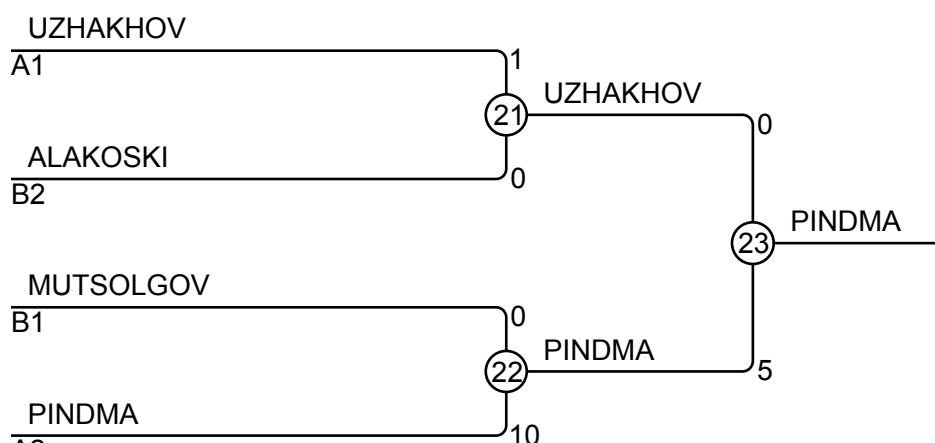 UZHAKHOV
A1
1
21
UZHAKHOV
0
ALAKOSKI
B2
0
23
PINDMA
MUTSOLGOV
B1
0
22
PINDMA
5
PINDMA
10